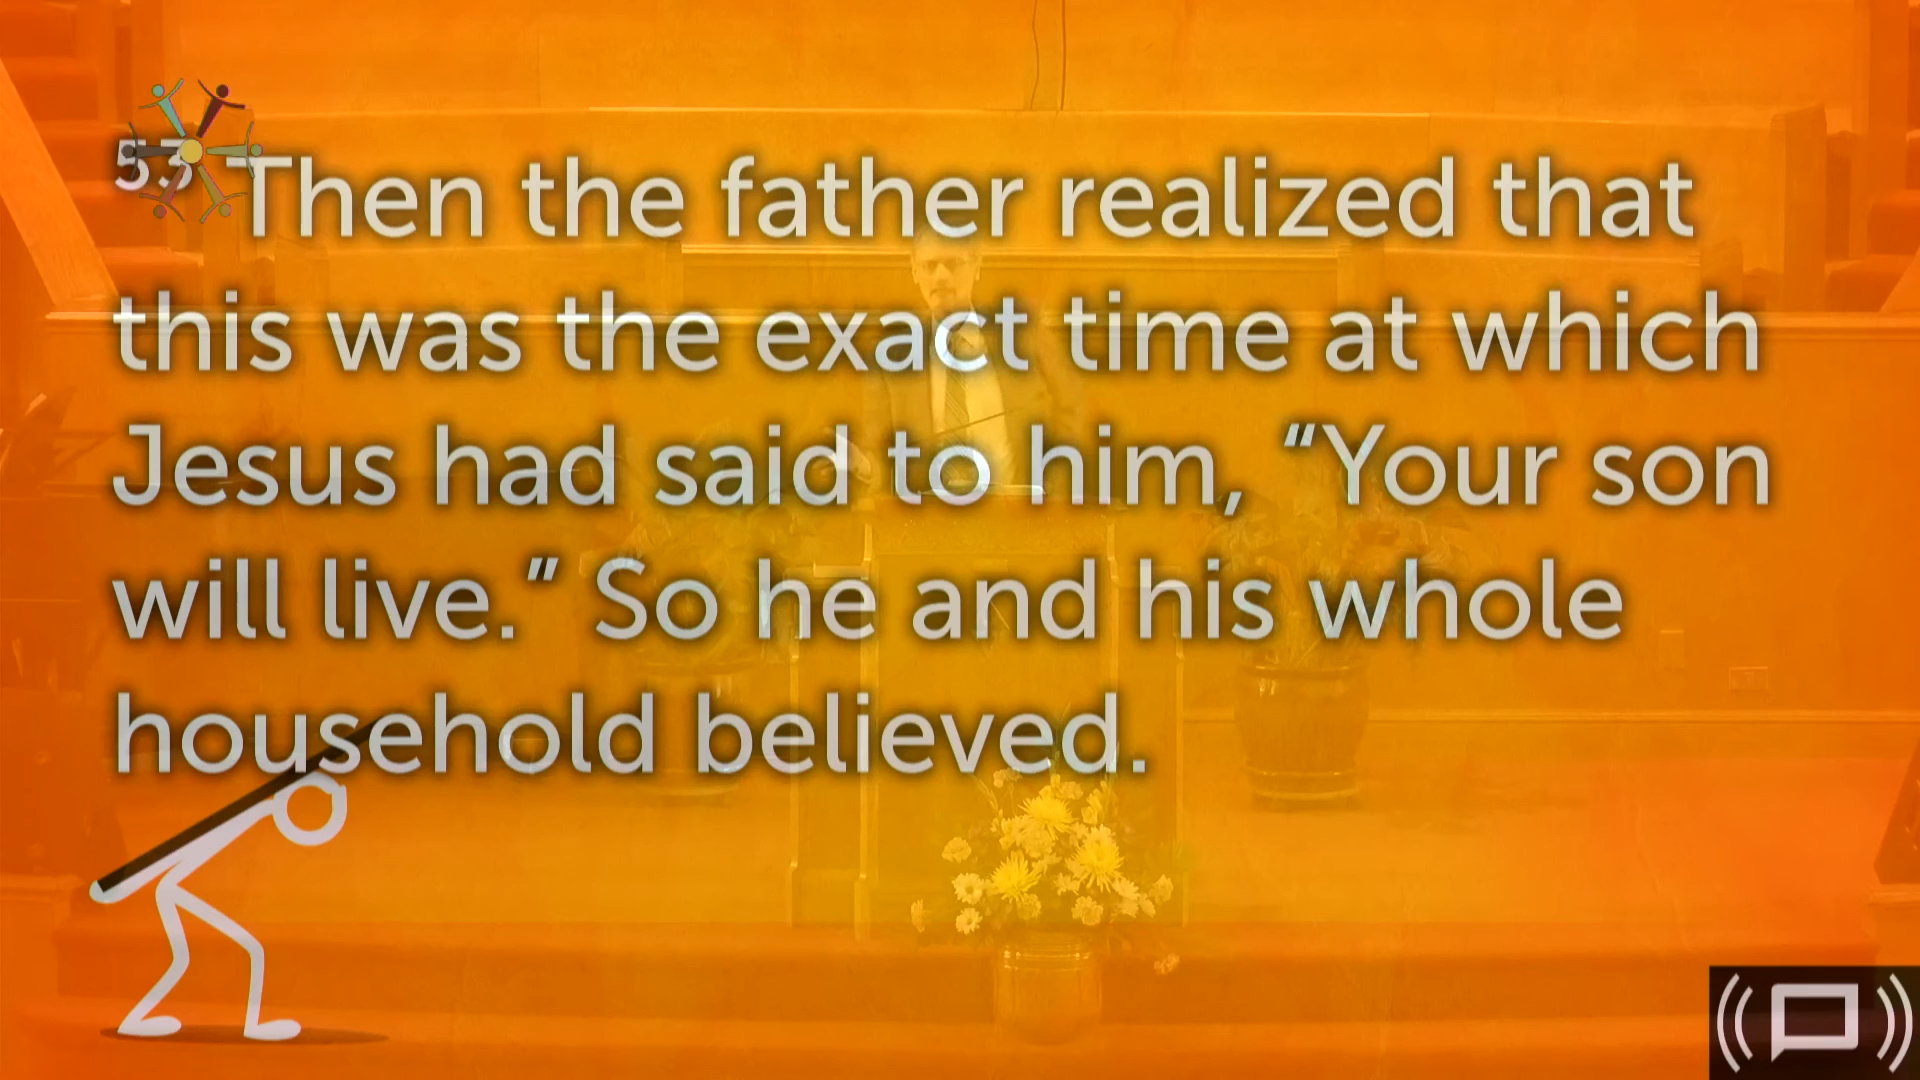 53 Then the father realized that
this was the exact time at which
Jesus had said to him, “Your son
will live.” So he and his whole
household believed.